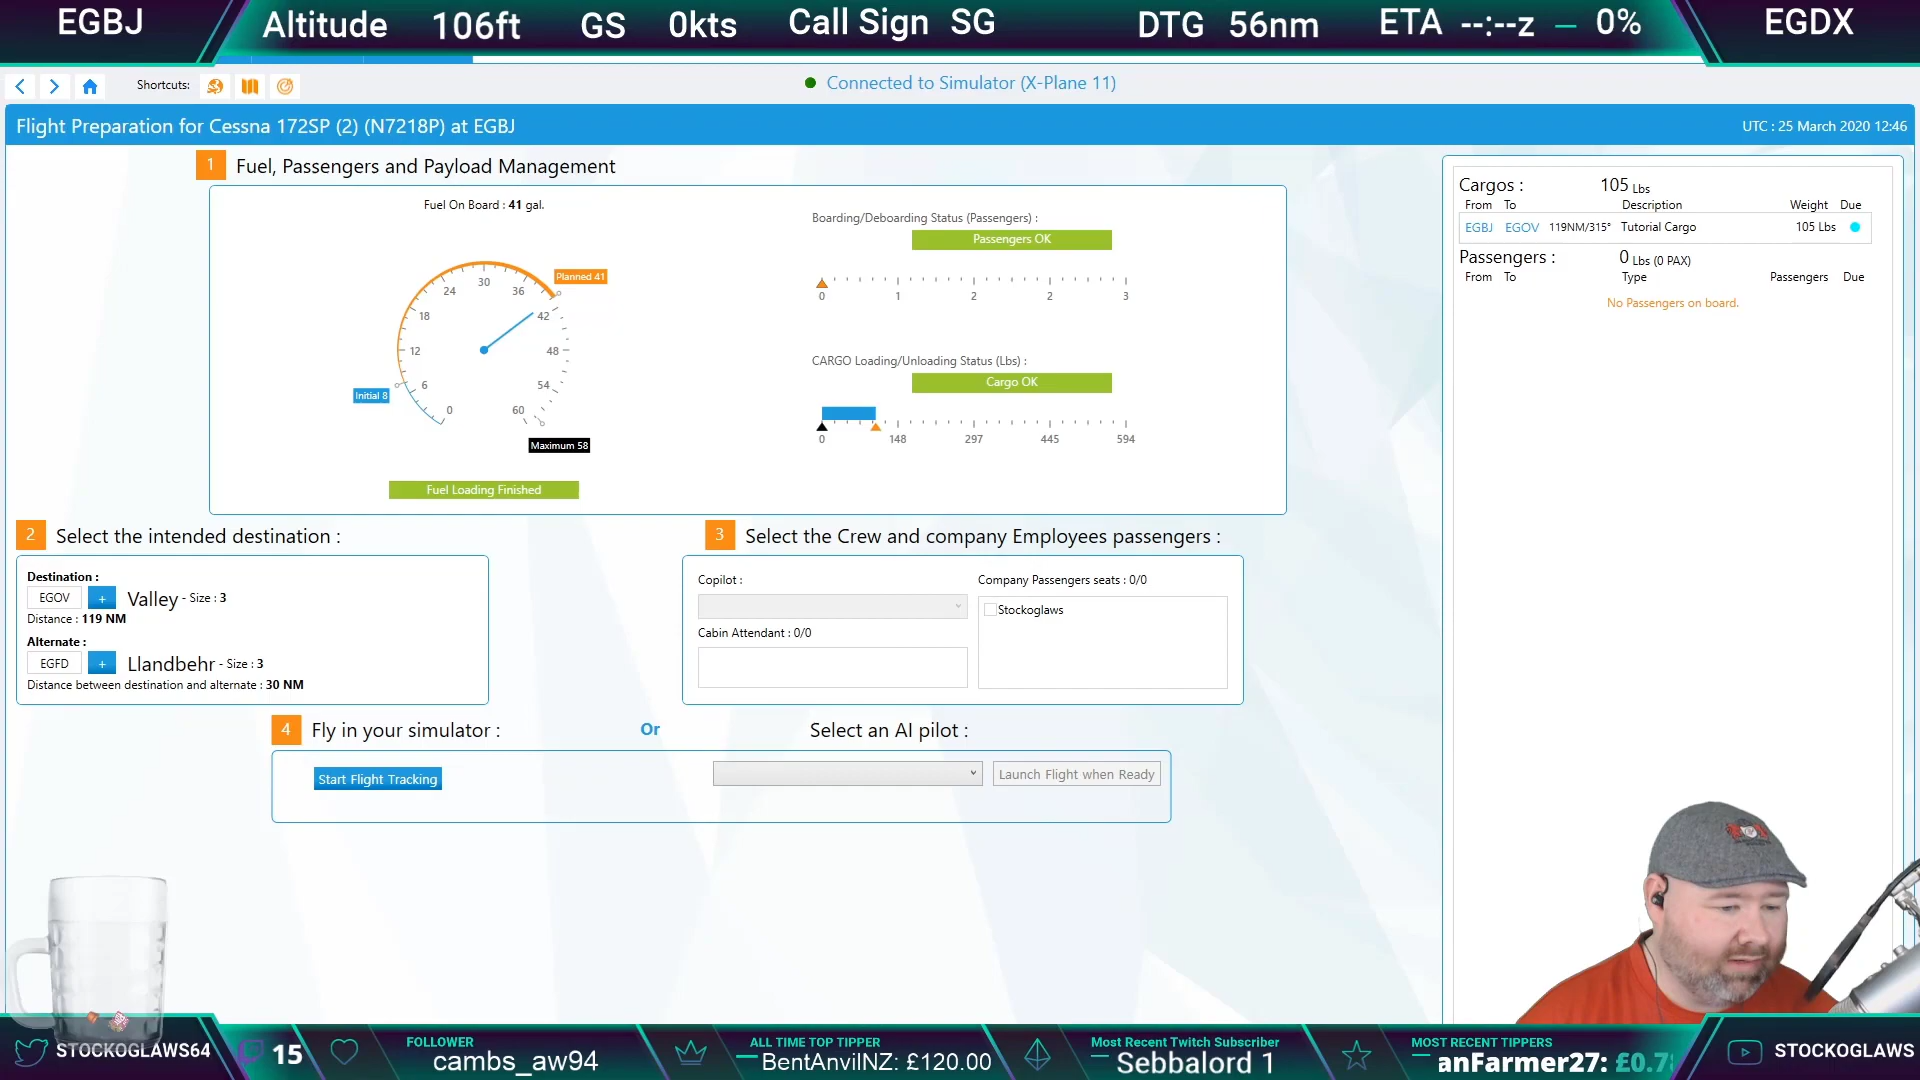 EGBJ Altitude 106ft GS 0kts Call Sign SG DTG 56nm ETA --:--z — 0% EGDX
Shortcuts:
Connected to Simulator (X-Plane 11)
Flight Preparation for Cessna 172SP (2) (N7218P) at EGBJ
UTC : 25 March 2020 12:46
1 Fuel, Passengers and Payload Management
Fuel On Board : 41 gal.
Planned 41
0 6 12 18 24 30 36 42 48 54 60
Initial 8
Maximum 58
Fuel Loading Finished
Boarding/Deboarding Status (Passengers) :
Passengers OK
0 1 2 2 3
CARGO Loading/Unloading Status (Lbs) :
Cargo OK
0 148 297 445 594
Cargos : 105 Lbs
From To Description Weight Due
EGBJ EGOV 119NM/315° Tutorial Cargo 105 Lbs
Passengers : 0 Lbs (0 PAX)
From To Type Passengers Due
No Passengers on board.
2 Select the intended destination :
Destination :
EGOV + Valley - Size : 3
Distance : 119 NM
Alternate :
EGFD + Llandbehr - Size : 3
Distance between destination and alternate : 30 NM
3 Select the Crew and company Employees passengers :
Copilot :
Cabin Attendant : 0/0
Company Passengers seats : 0/0
Stockoglaws
4 Fly in your simulator : Or Select an AI pilot :
Start Flight Tracking
Launch Flight when Ready
STOCKOGLAWS64
15
FOLLOWER
cambs_aw94
ALL TIME TOP TIPPER
BentAnvilNZ: £120.00
Most Recent Twitch Subscriber
Sebbalord 1
MOST RECENT TIPPERS
anFarmer27: £0.7
STOCKOGLAWS